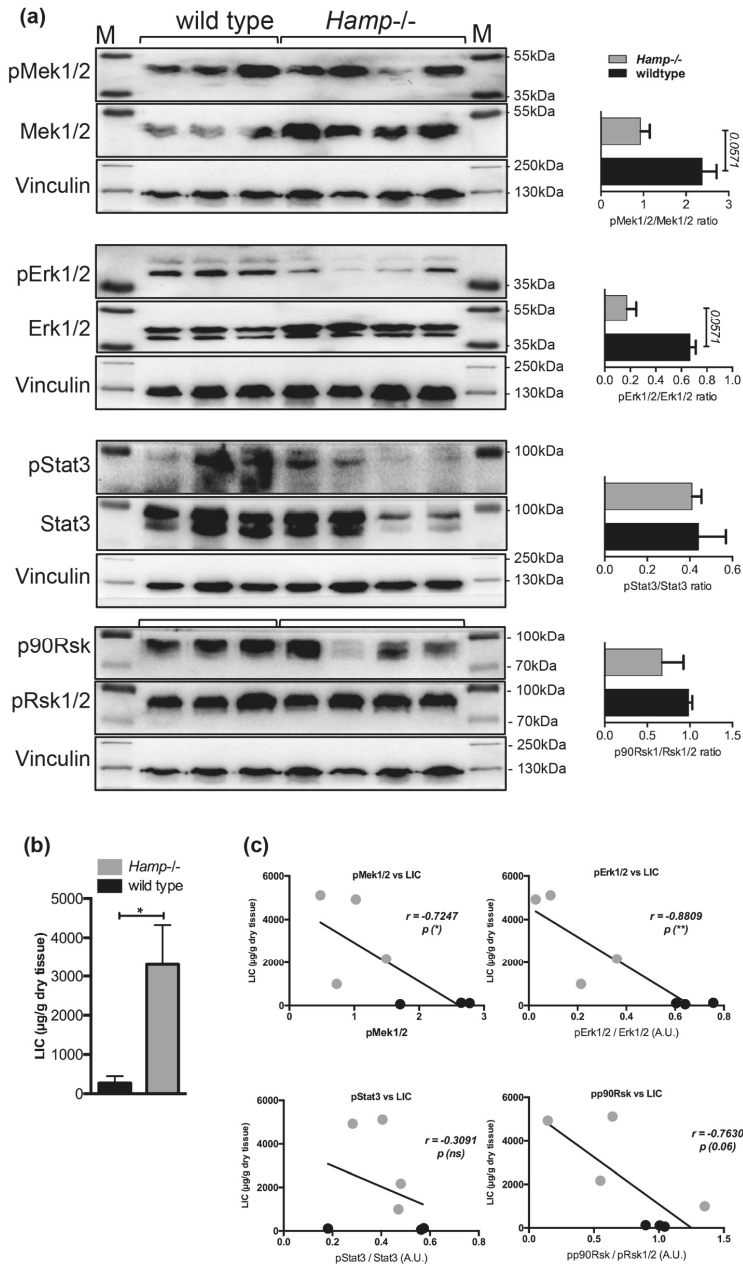 (a)
wild type
Hamp-/-
M
M
pMek1/2
- 55kDa
- 35kDa
Mek1/2
55kDa
Vinculin
250kDa
- 130kDa
Hamp-/-
wildtype
0.0571
0 1 2 3
pMek1/2/Mek1/2 ratio
pErk1/2
- 35kDa
Erk1/2
- 55kDa
35kDa
Vinculin
- 250kDa
- 130kDa
0.0571
0.0 0.2 0.4 0.6 0.8 1.0
pErk1/2/Erk1/2 ratio
pStat3
- 100kDa
Stat3
- 100kDa
Vinculin
- 250kDa
- 130kDa
0.0 0.2 0.4 0.6
pStat3/Stat3 ratio
p90Rsk
- 100kDa
- 70kDa
pRsk1/2
- 100kDa
- 70kDa
Vinculin
- 250kDa
- 130kDa
0.0 0.5 1.0 1.5
p90Rsk1/Rsk1/2 ratio
(b)
Hamp-/-
wild type
*
5000
4000
3000
2000
1000
0
LIC (µg/g dry tissue)
(c)
pMek1/2 vs LIC
r = -0.7247
p (*)
6000
4000
2000
0
LIC (µg/g dry tissue)
0 1 2 3
pMek1/2
pErk1/2 vs LIC
r = -0.8809
p (**)
6000
4000
2000
0
LIC (µg/g dry tissue)
0.0 0.2 0.4 0.6 0.8
pErk1/2 / Erk1/2 (A.U.)
pStat3 vs LIC
r = -0.3091
p (ns)
6000
4000
2000
0
LIC (µg/g dry tissue)
0.0 0.2 0.4 0.6 0.8
pStat3 / Stat3 (A.U.)
pp90Rsk vs LIC
r = -0.7630
p (0.06)
6000
4000
2000
0
LIC (µg/g dry tissue)
0.0 0.5 1.0 1.5
pp90Rsk / pRsk1/2 (A.U.)